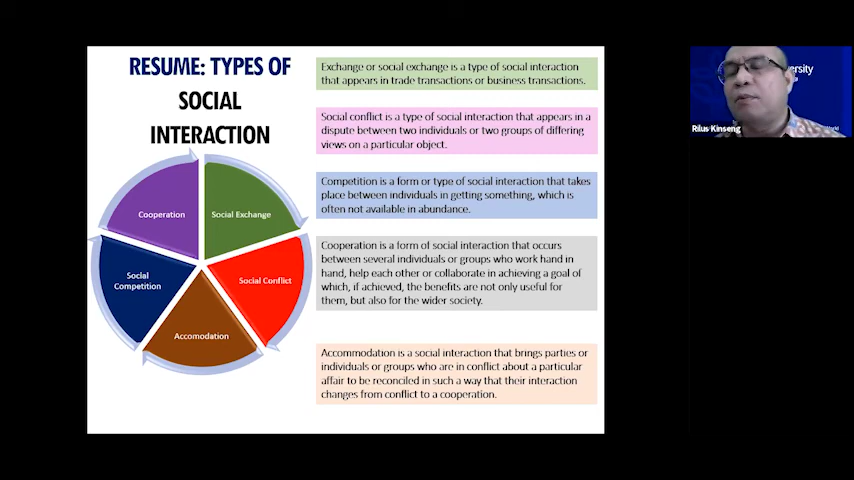 RESUME: TYPES OF
SOCIAL
INTERACTION
Cooperation
Social Exchange
Social
Competition
Social Conflict
Accomodation
Exchange or social exchange is a type of social interaction
that appears in trade transactions or business transactions.
Social conflict is a type of social interaction that appears in a
dispute between two individuals or two groups of differing
views on a particular object.
Competition is a form or type of social interaction that takes
place between individuals in getting something, which is
often not available in abundance.
Cooperation is a form of social interaction that occurs
between several individuals or groups who work hand in
hand, help each other or collaborate in achieving a goal of
which, if achieved, the benefits are not only useful for
them, but also for the wider society.
Accommodation is a social interaction that brings parties or
individuals or groups who are in conflict about a particular
affair to be reconciled in such a way that their interaction
changes from conflict to a cooperation.
Rilus Kinseng